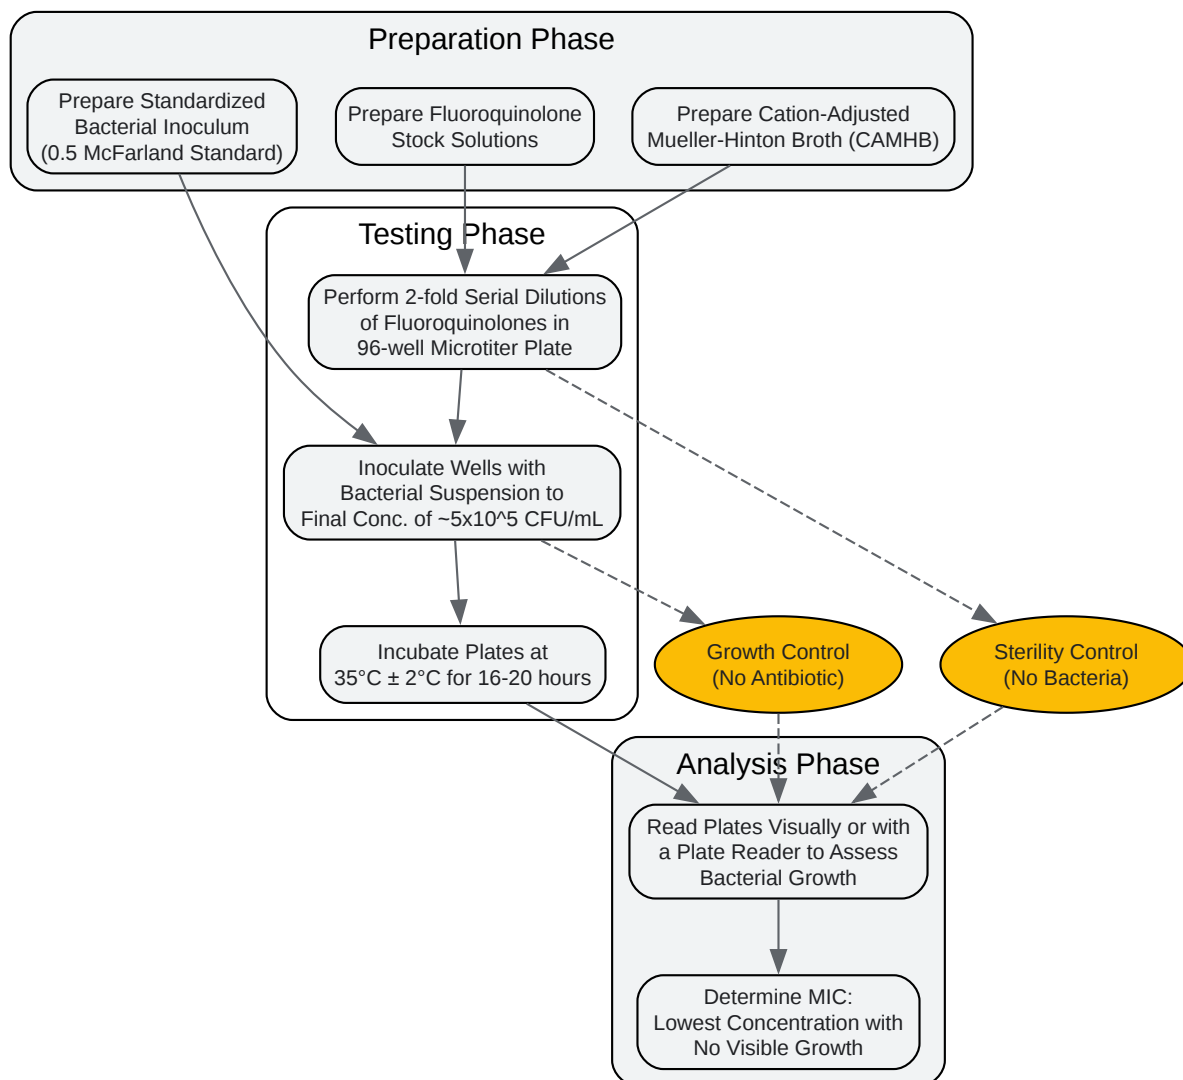 Preparation Phase
Prepare Standardized
Bacterial Inoculum
(0.5 McFarland Standard)
Prepare Fluoroquinolone
Stock Solutions
Prepare Cation-Adjusted
Mueller-Hinton Broth (CAMHB)
Testing Phase
Perform 2-fold Serial Dilutions
of Fluoroquinolones in
96-well Microtiter Plate
Inoculate Wells with
Bacterial Suspension to
Final Conc. of ~5x10^5 CFU/mL
Incubate Plates at
35°C ± 2°C for 16-20 hours
Growth Control
(No Antibiotic)
Sterility Control
(No Bacteria)
Analysis Phase
Read Plates Visually or with
a Plate Reader to Assess
Bacterial Growth
Determine MIC:
Lowest Concentration with
No Visible Growth